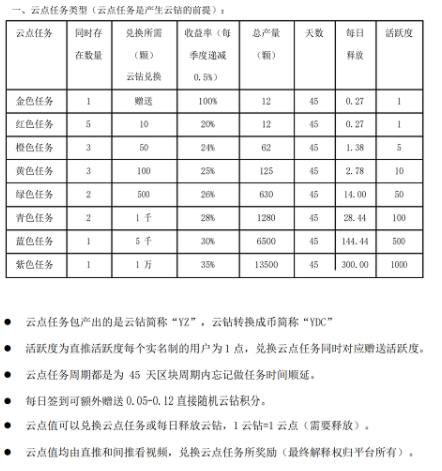 一、云点任务类型（云点任务是产生云钻的前提）：
云点任务 同时存在数量 兑换所需（颗）云钻兑换 收益率（每季度递减0.5%） 总产量（颗） 天数 每日释放 活跃度
金色任务 1 赠送 100% 12 45 0.27 1
红色任务 5 10 20% 12 45 0.27 1
橙色任务 3 50 24% 62 45 1.38 5
黄色任务 3 100 25% 125 45 2.78 10
绿色任务 2 500 26% 630 45 14.00 50
青色任务 2 1千 28% 1280 45 28.44 100
蓝色任务 1 5千 30% 6500 45 144.44 500
紫色任务 1 1万 35% 13500 45 300.00 1000
● 云点任务包产出的是云钻简称“YZ”，云钻转换成币简称“YDC”
● 活跃度为直推活跃度每个实名制的用户为1点，兑换云点任务同时对应赠送活跃度。
● 云点任务周期都是为 45 天区块周期内忘记做任务时间顺延。
● 每日签到可额外赠送0.05-0.12直接随机云钻积分。
● 云点值可以兑换云点任务或每日释放云钻，1云钻=1云点（需要释放）。
● 云点值均由直推和间推看视频，兑换云点任务所奖励（最终解释权归平台所有）。